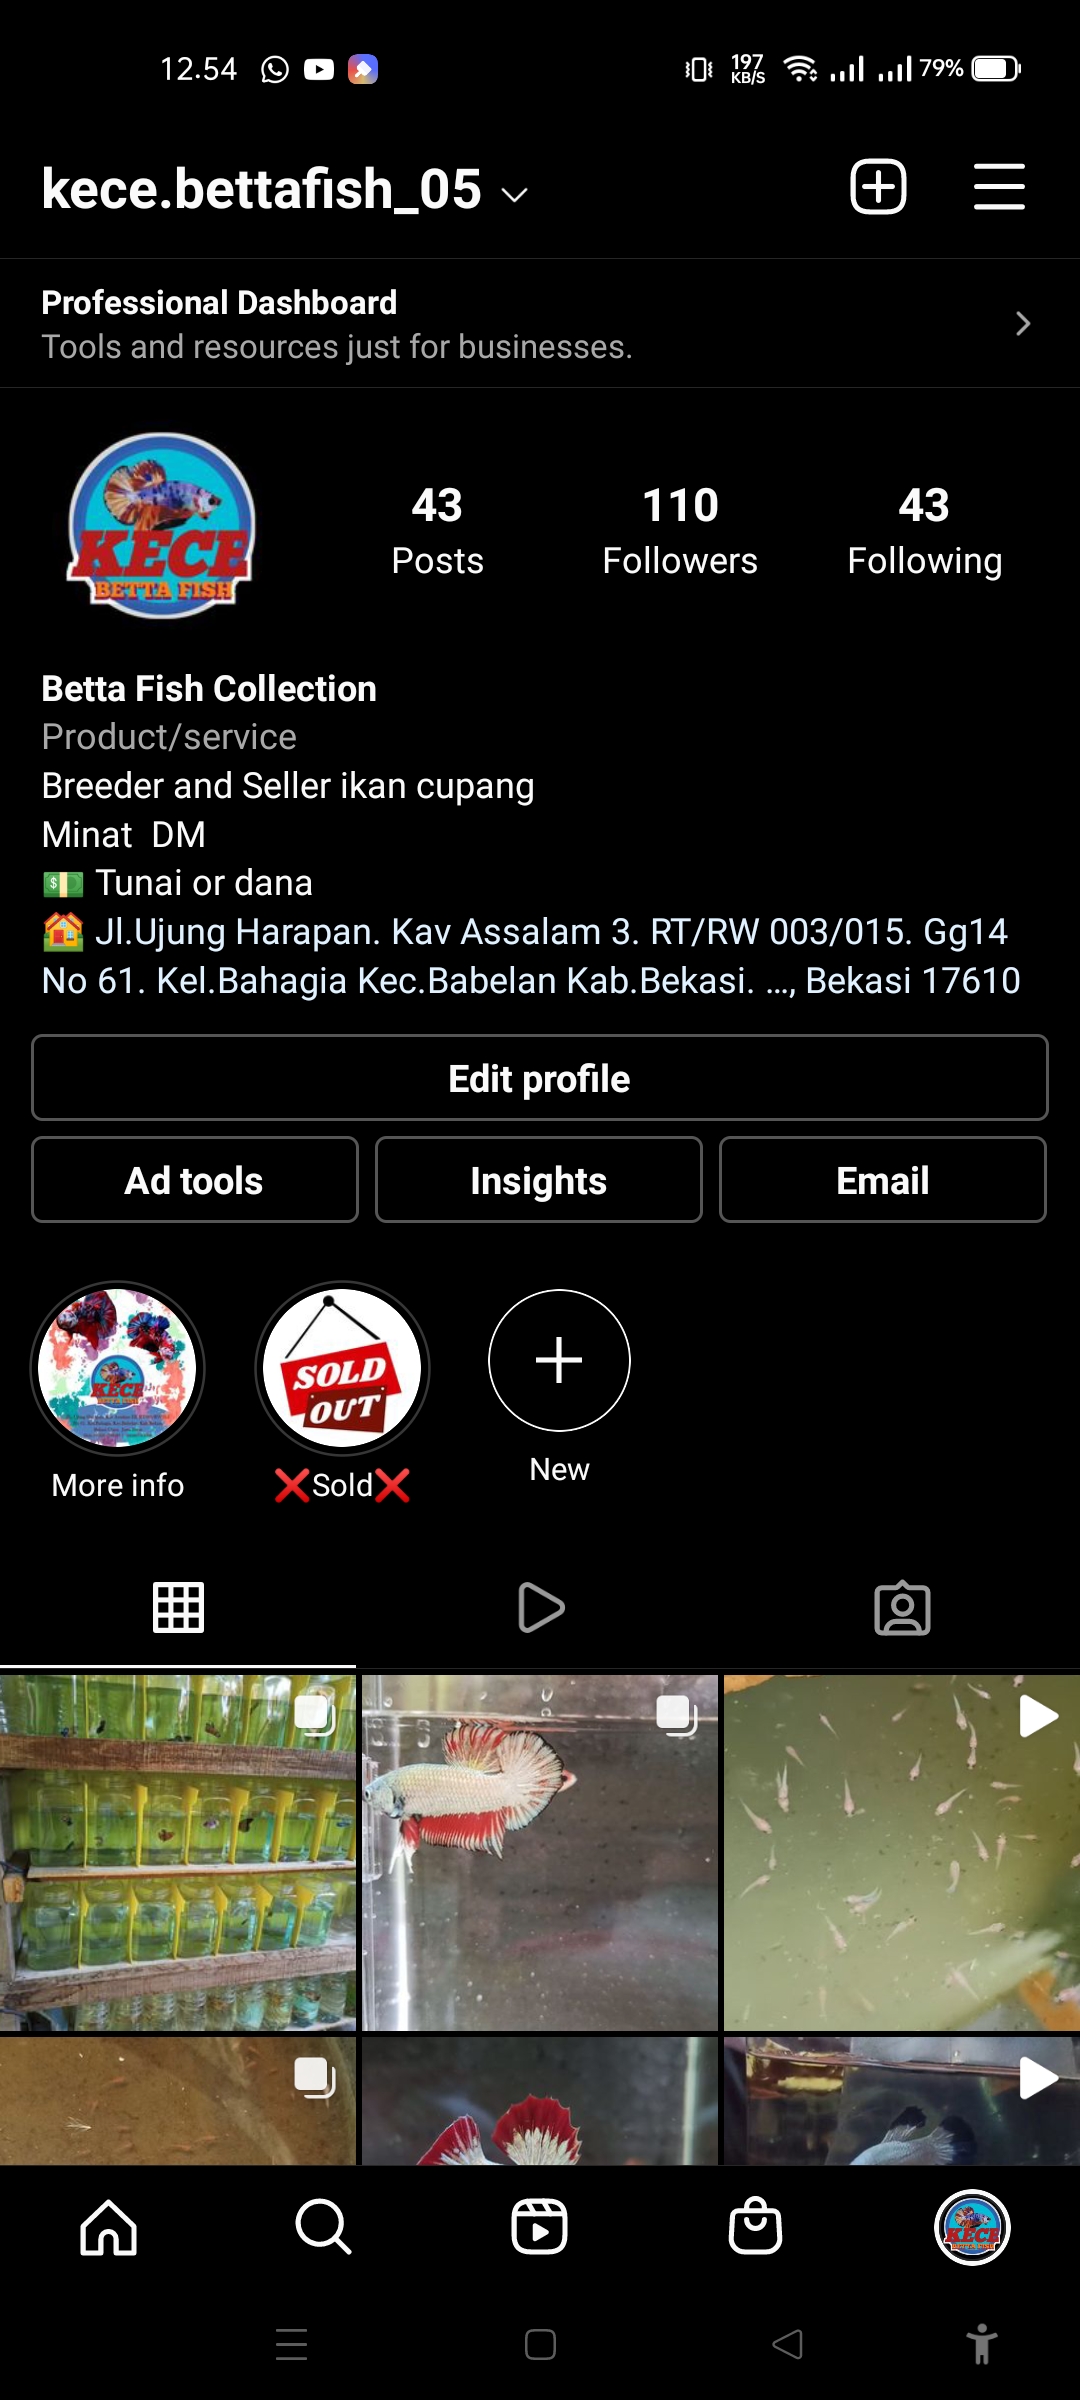 12.54
197
KB/S
79%
kece.bettafish_05
Professional Dashboard
Tools and resources just for businesses.
KECE
BETTA FISH
43
110
43
Posts
Followers
Following
Betta Fish Collection
Product/service
Breeder and Seller ikan cupang
Minat  DM
💵 Tunai or dana
🏠 Jl.Ujung Harapan. Kav Assalam 3. RT/RW 003/015. Gg14
No 61. Kel.Bahagia Kec.Babelan Kab.Bekasi. ..., Bekasi 17610
Edit profile
Ad tools
Insights
Email
KECE
SOLD
OUT
More info
❌Sold❌
New
KECE